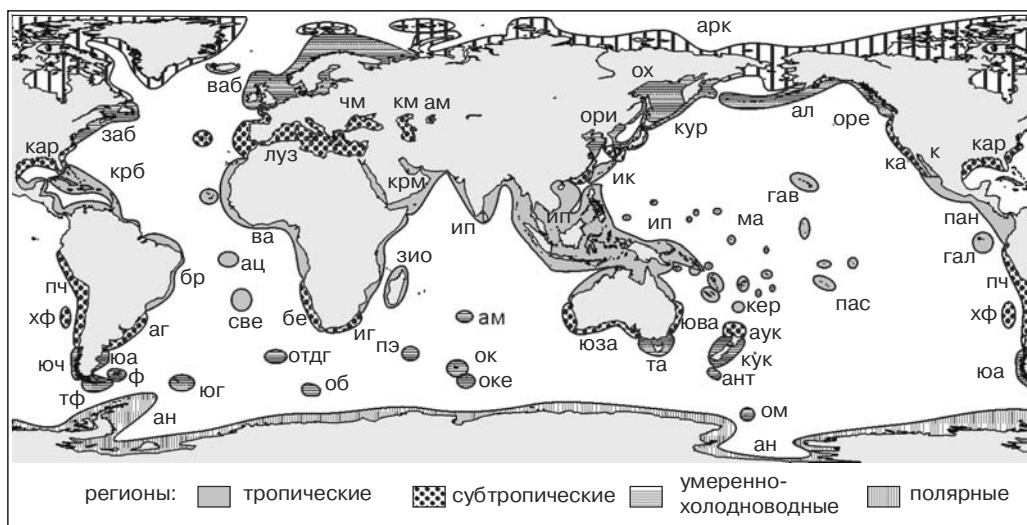 арк
ваб
ох
заб
чм
км
ам
ори
кур
ал
оре
кар
луз
ка
к
кар
крб
крм
ик
гав
ип
ип
ип
ма
пан
ва
гал
зио
ац
бр
пч
пч
кер
пас
све
бе
ам
хф
аг
иг
юза
юва
аук
хф
пэ
ок
та
кук
юч
юа
отдг
оке
ант
юа
ф
тф
юг
об
ом
ан
ан
регионы: тропические субтропические умеренно-
холодноводные полярные